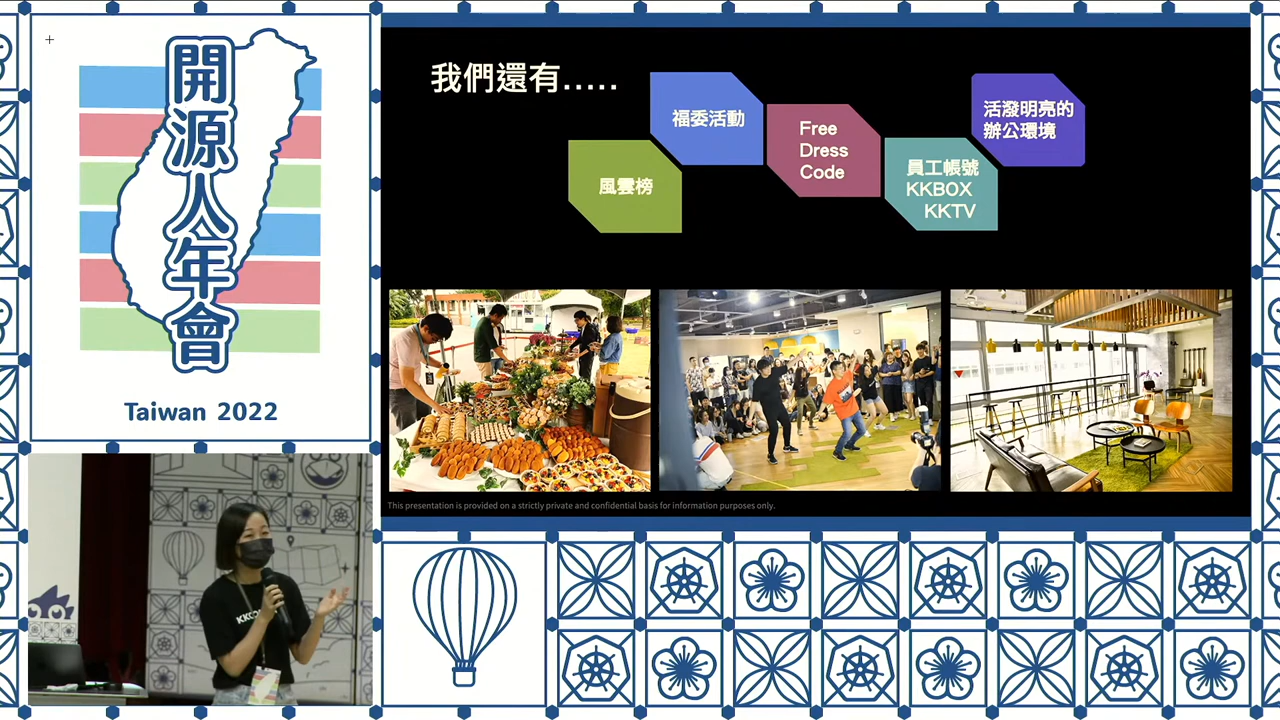 開源人年會
Taiwan 2022
我們還有.....
風雲榜
福委活動
Free
Dress
Code
員工帳號
KKBOX
KKTV
活潑明亮的
辦公環境
This presentation is provided on a strictly private and confidential basis for information purposes only.